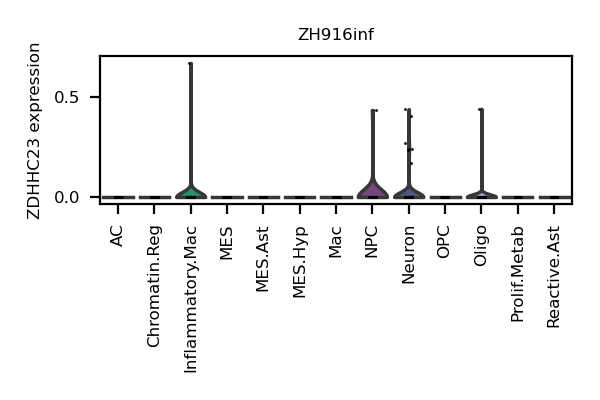 ZH916inf
ZDHHC23 expression
0.5
0.0
AC
Chromatin.Reg
Inflammatory.Mac
MES
MES.Ast
MES.Hyp
Mac
NPC
Neuron
OPC
Oligo
Prolif.Metab
Reactive.Ast